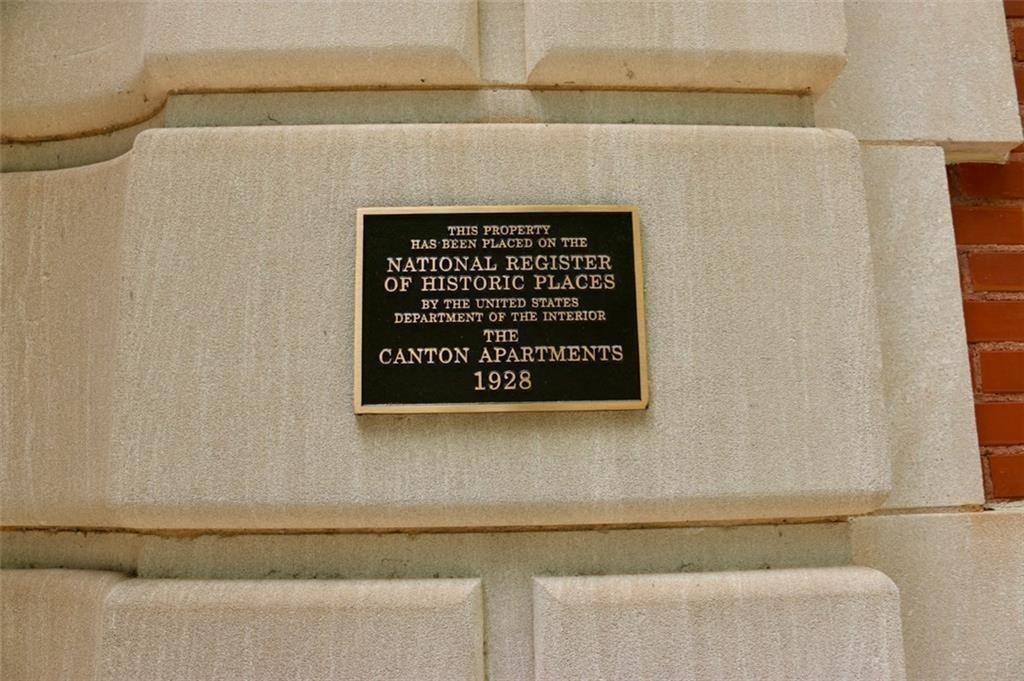 THIS PROPERTY
HAS BEEN PLACED ON THE
NATIONAL REGISTER
OF HISTORIC PLACES
BY THE UNITED STATES
DEPARTMENT OF THE INTERIOR
THE
CANTON APARTMENTS
1928